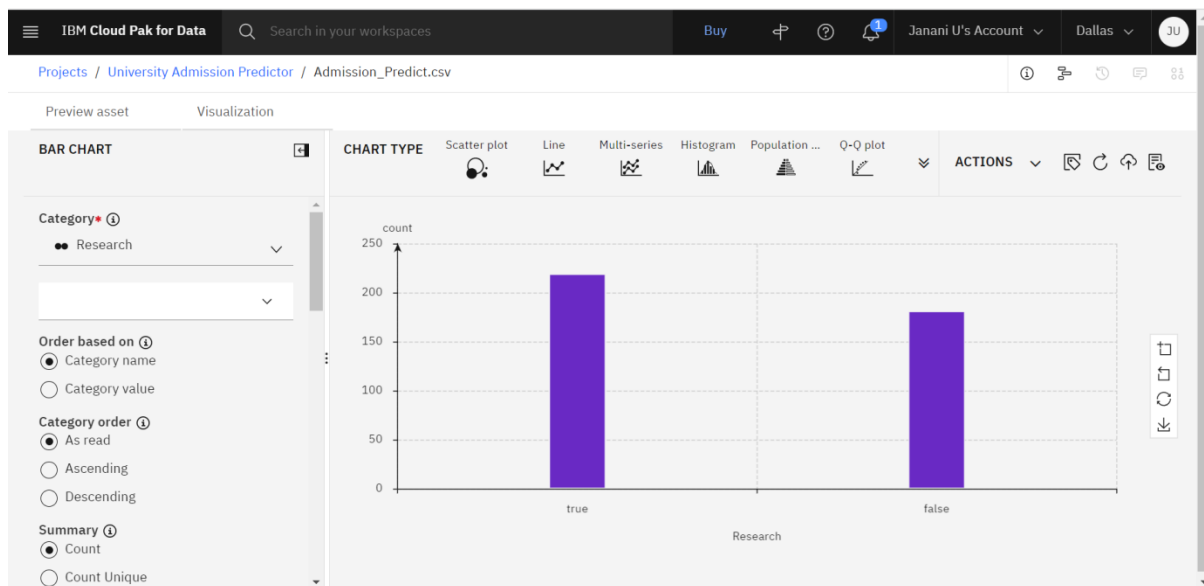 IBM Cloud Pak for Data Search in your workspaces Buy 1 Janani U's Account Dallas JU
Projects / University Admission Predictor / Admission_Predict.csv
Preview asset Visualization
BAR CHART
CHART TYPE Scatter plot Line Multi-series Histogram Population ... Q-Q plot ACTIONS
Category*
Research
Order based on
Category name
Category value
Category order
As read
Ascending
Descending
Summary
Count
Count Unique
count
250
200
150
100
50
0
true false
Research